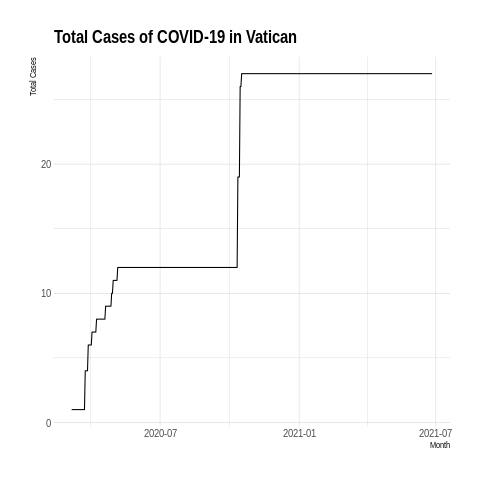 Total Cases of COVID-19 in Vatican
Total Cases
20
10
0
2020-07
2021-01
2021-07
Month